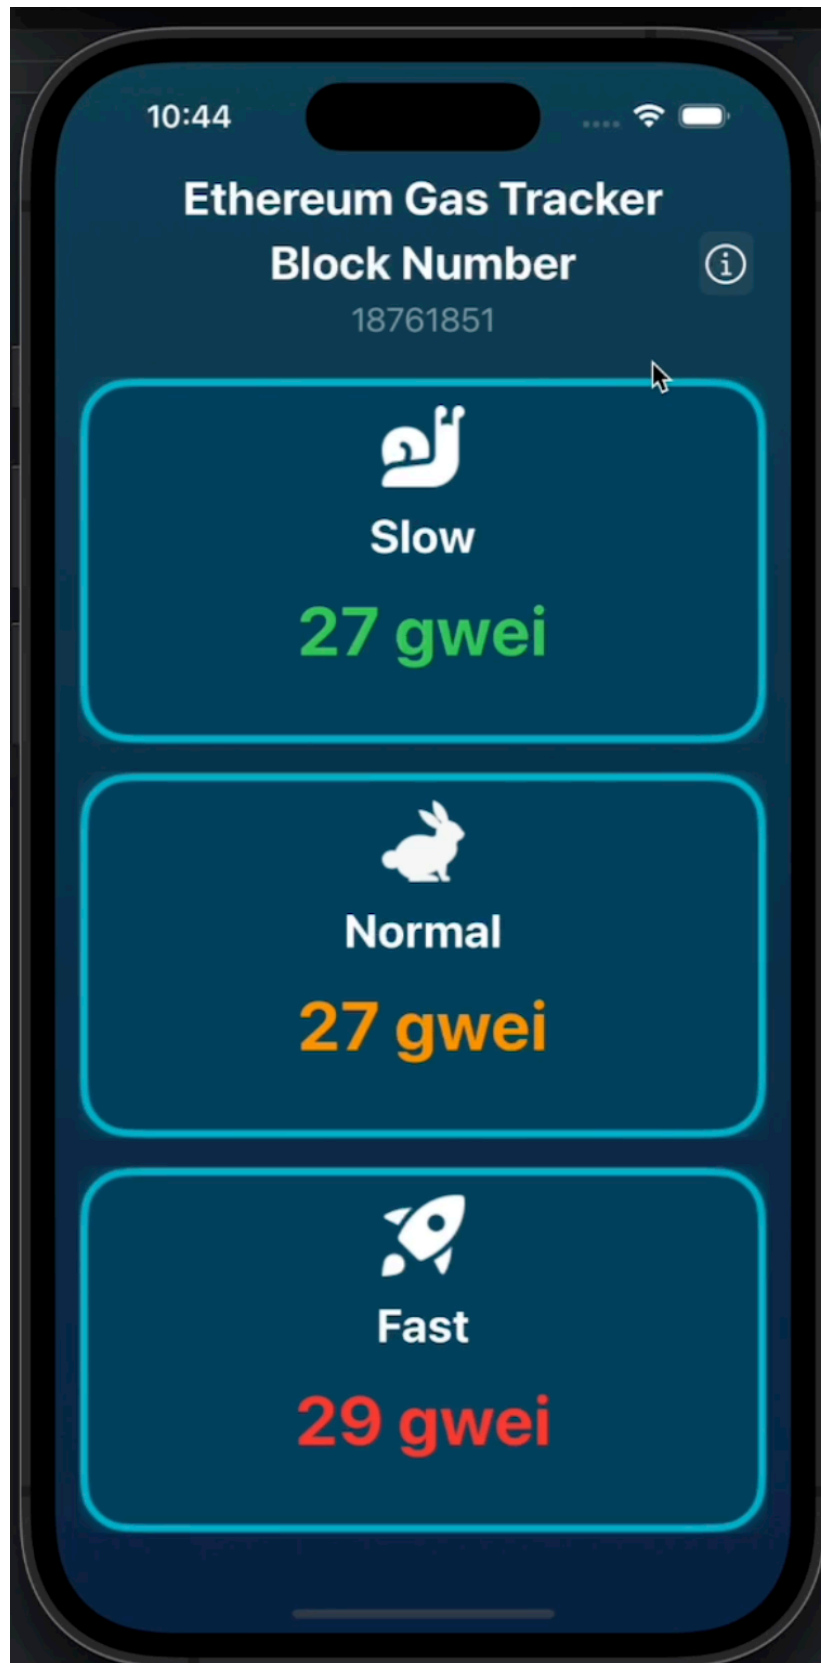 10:44
Ethereum Gas Tracker
Block Number
18761851
Slow
27 gwei
Normal
27 gwei
Fast
29 gwei